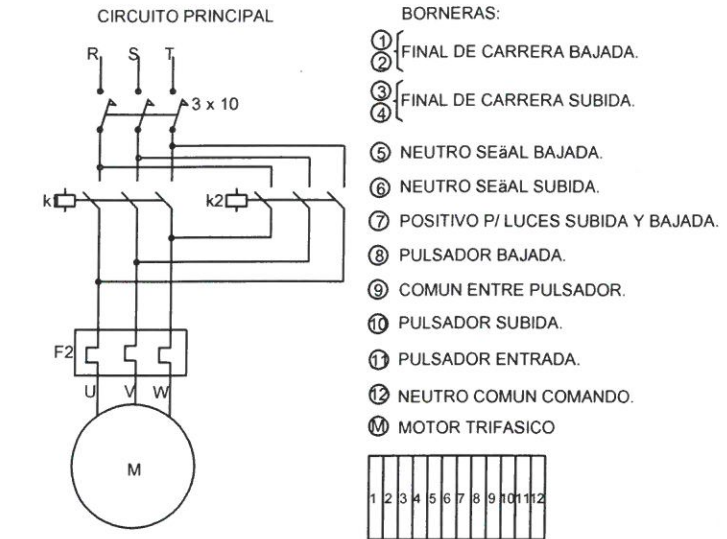 CIRCUITO PRINCIPAL
R S T
3 x 10
k1
k2
F2
U V W
M
BORNERAS:
1
2 FINAL DE CARRERA BAJADA.
3
4 FINAL DE CARRERA SUBIDA.
5 NEUTRO SEäAL BAJADA.
6 NEUTRO SEäAL SUBIDA.
7 POSITIVO P/ LUCES SUBIDA Y BAJADA.
8 PULSADOR BAJADA.
9 COMUN ENTRE PULSADOR.
10 PULSADOR SUBIDA.
11 PULSADOR ENTRADA.
12 NEUTRO COMUN COMANDO.
M MOTOR TRIFASICO
1 2 3 4 5 6 7 8 9 10 11 12